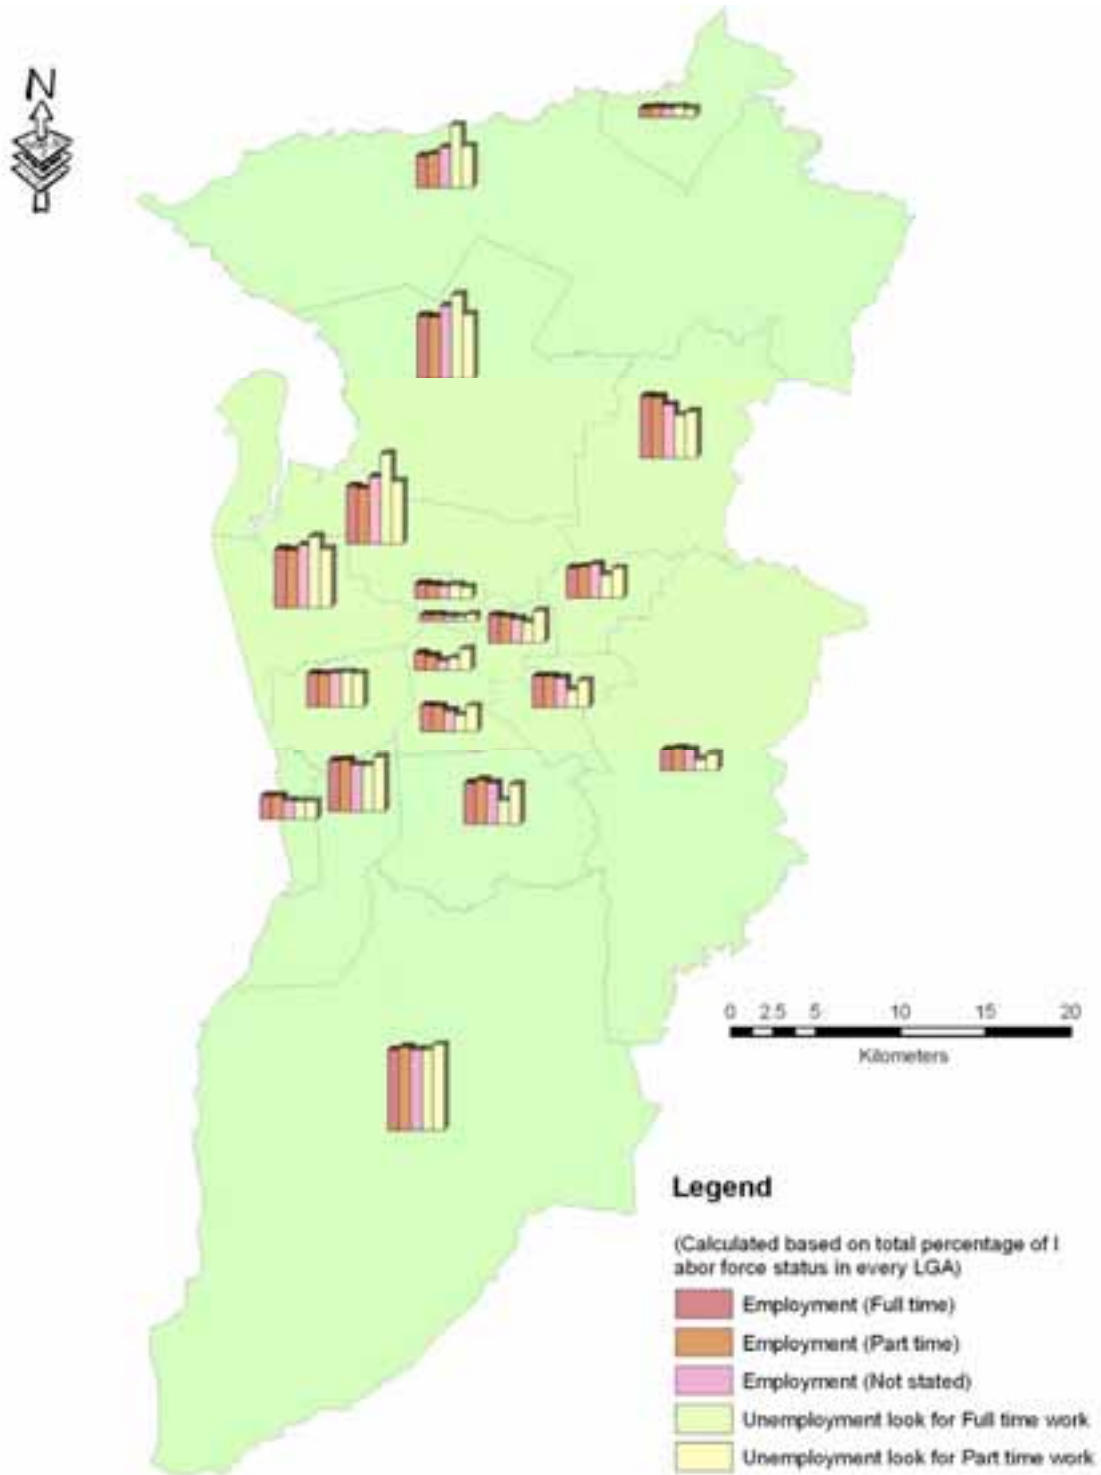 N
0 2.5 5 10 15 20
Kilometers
Legend
(Calculated based on total percentage of l
abor force status in every LGA)
Employment (Full time)
Employment (Part time)
Employment (Not stated)
Unemployment look for Full time work
Unemployment look for Part time work